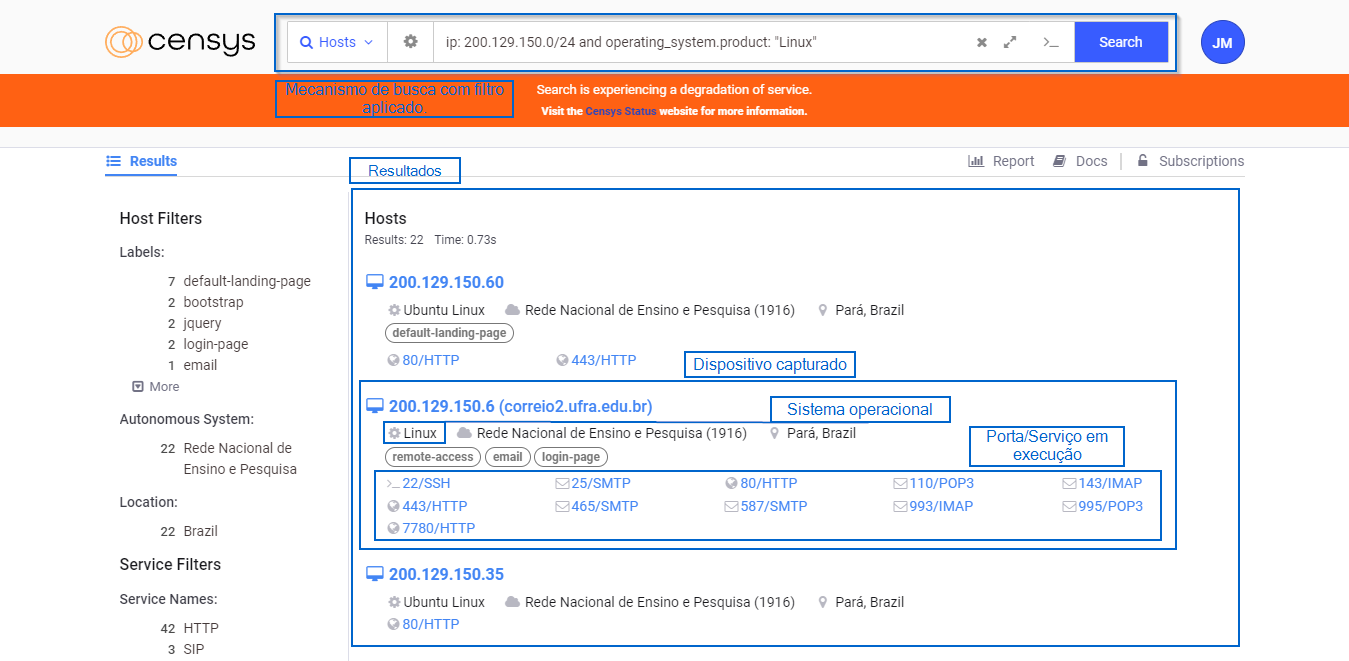 censys
Hosts
ip: 200.129.150.0/24 and operating_system.product: "Linux"
>_
Search
JM
Mecanismo de busca com filtro
aplicado.
Search is experiencing a degradation of service.
Visit the Censys Status website for more information.
Results
Resultados
Report
Docs
Subscriptions
Host Filters
Labels:
7 default-landing-page
2 bootstrap
2 jquery
2 login-page
1 email
More
Autonomous System:
22 Rede Nacional de
Ensino e Pesquisa
Location:
22 Brazil
Service Filters
Service Names:
42 HTTP
3 SIP
Hosts
Results: 22 Time: 0.73s
200.129.150.60
Ubuntu Linux Rede Nacional de Ensino e Pesquisa (1916) Pará, Brazil
default-landing-page
80/HTTP 443/HTTP
Dispositivo capturado
200.129.150.6 (correio2.ufra.edu.br)
Sistema operacional
Linux Rede Nacional de Ensino e Pesquisa (1916) Pará, Brazil
Porta/Serviço em
execução
remote-access email login-page
>_ 22/SSH 25/SMTP 80/HTTP 110/POP3 143/IMAP
443/HTTP 465/SMTP 587/SMTP 993/IMAP 995/POP3
7780/HTTP
200.129.150.35
Ubuntu Linux Rede Nacional de Ensino e Pesquisa (1916) Pará, Brazil
80/HTTP